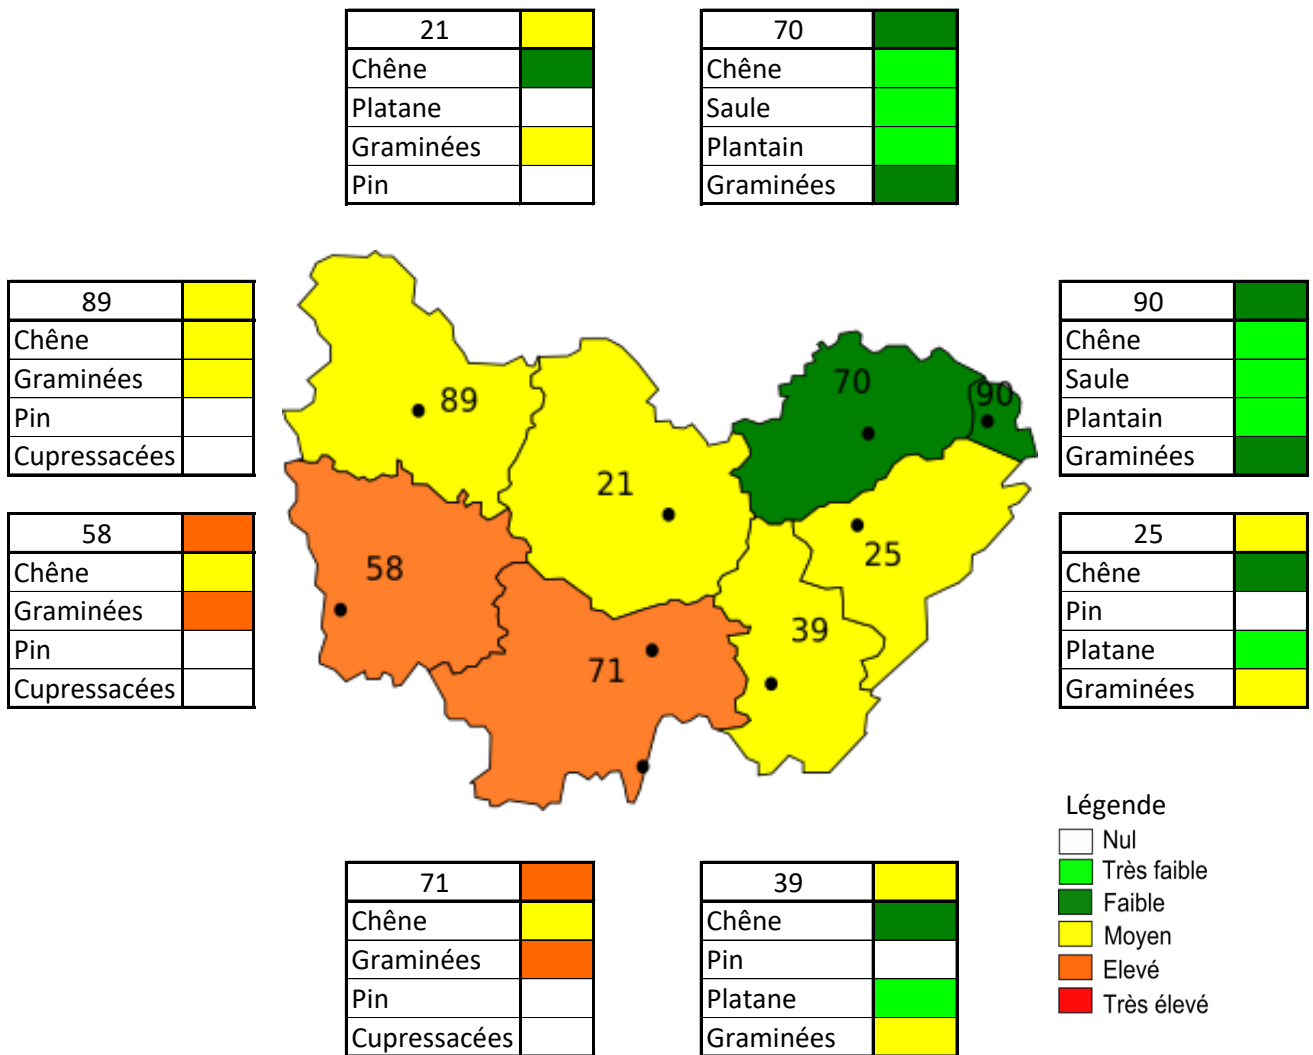 21
Chêne
Platane
Graminées
Pin
70
Chêne
Saule
Plantain
Graminées
89
Chêne
Graminées
Pin
Cupressacées
58
Chêne
Graminées
Pin
Cupressacées
89
70
90
21
58
25
39
71
90
Chêne
Saule
Plantain
Graminées
25
Chêne
Pin
Platane
Graminées
71
Chêne
Graminées
Pin
Cupressacées
39
Chêne
Pin
Platane
Graminées
Légende
Nul
Très faible
Faible
Moyen
Elevé
Très élevé